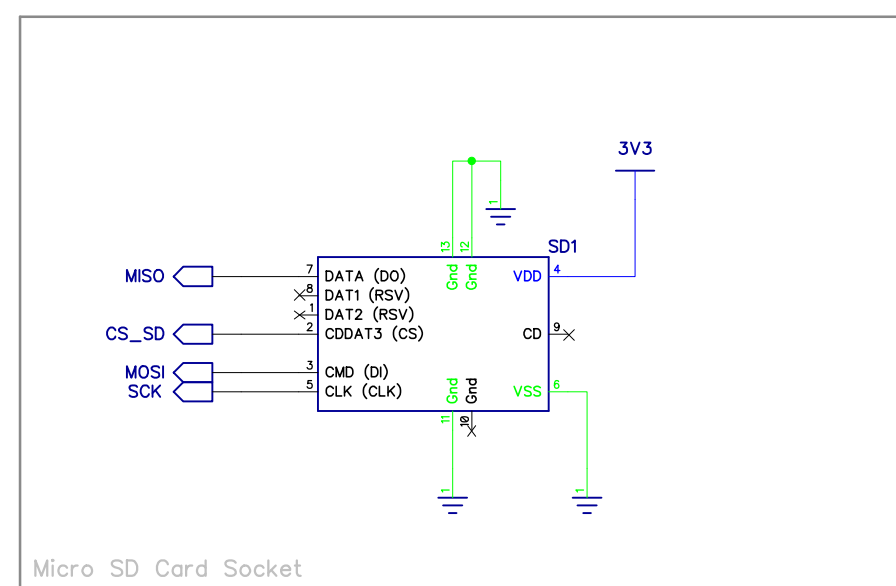 3V3
1
13
12
SD1
MISO
7
DATA (DO)
Gnd
Gnd
VDD
4
8
DAT1 (RSV)
1
DAT2 (RSV)
CS_SD
2
CDDAT3 (CS)
CD
9
MOSI
3
CMD (DI)
SCK
5
CLK (CLK)
Gnd
Gnd
VSS
6
11
10
1
1
Micro SD Card Socket